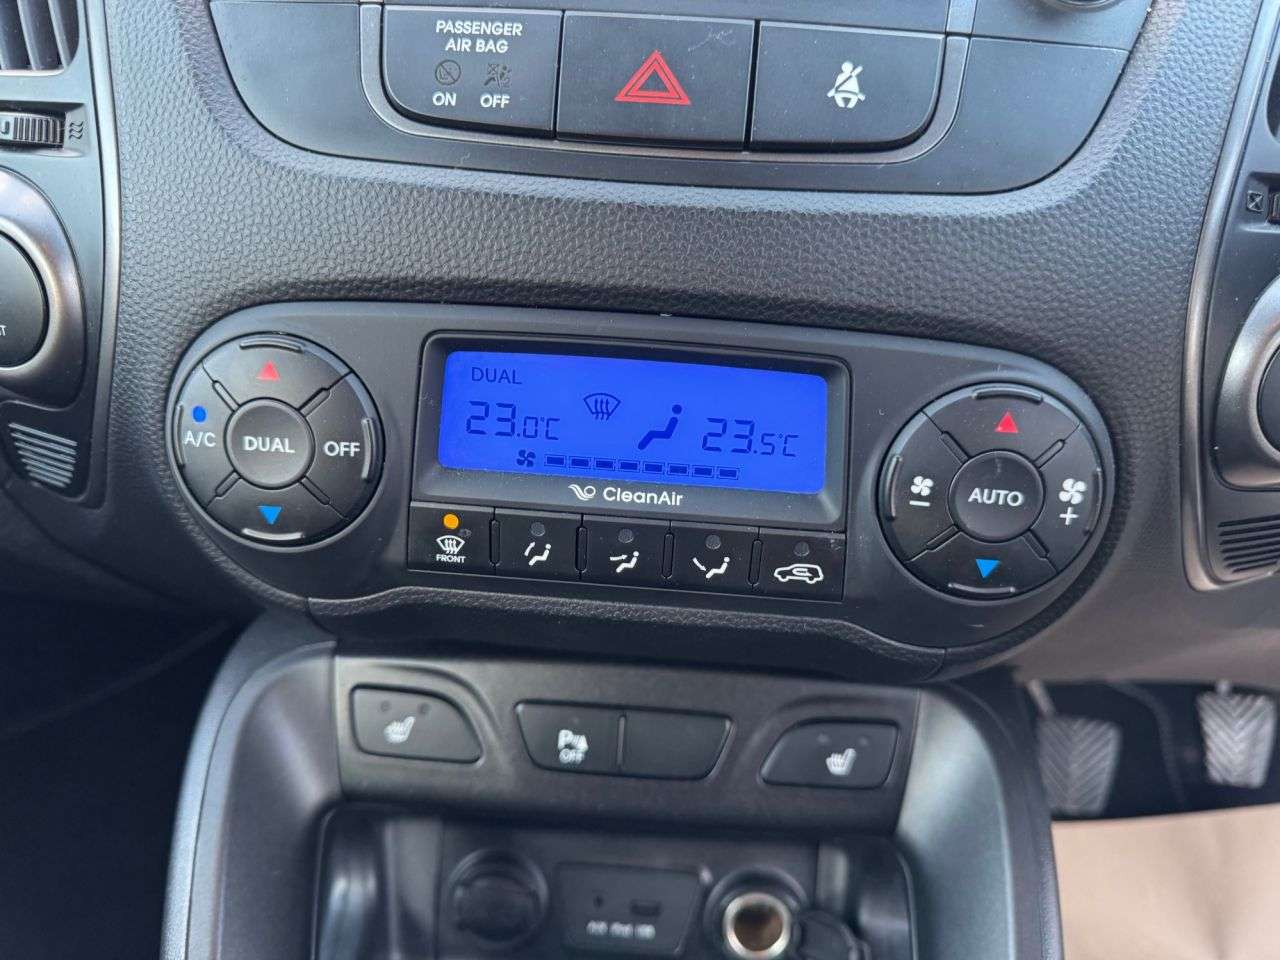 PASSENGER
AIR BAG
ON OFF
DUAL
23.0°C 23.5°C
CleanAir
A/C DUAL OFF
AUTO
FRONT
P
OFF